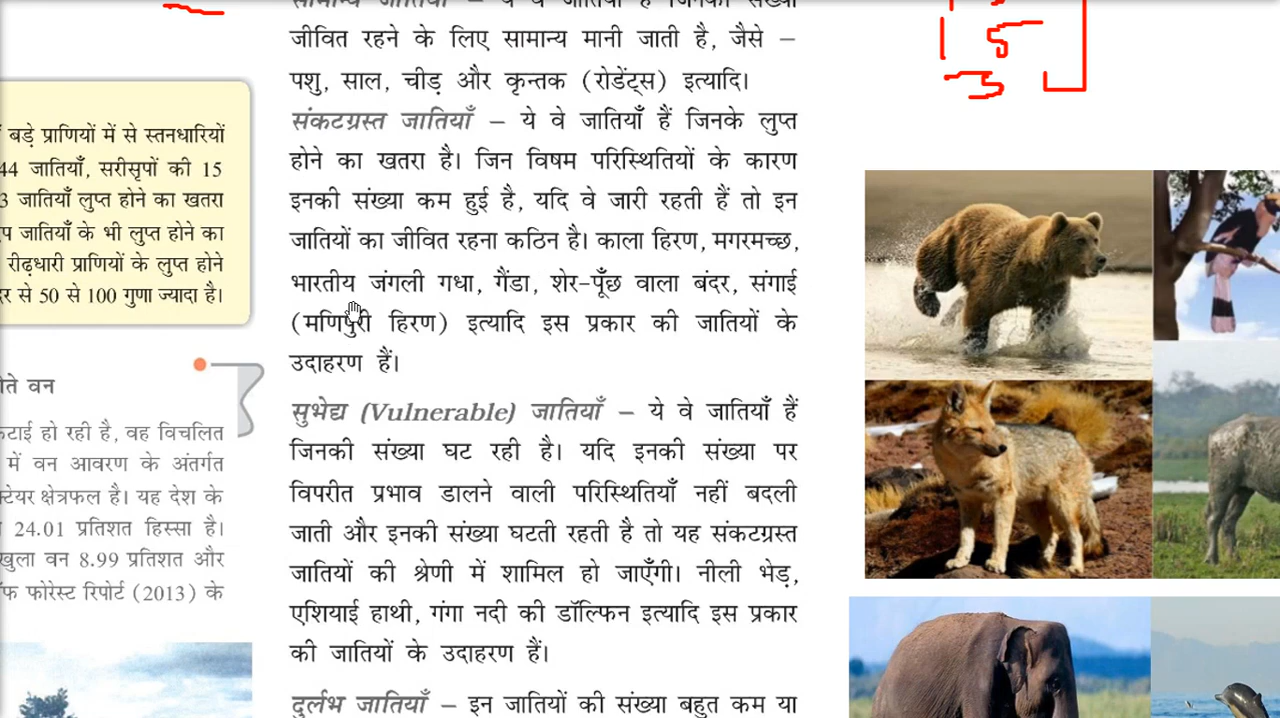 सामान्य जातियाँ – ये वे जातियाँ हैं जिनकी संख्या
जीवित रहने के लिए सामान्य मानी जाती है, जैसे –
पशु, साल, चीड़ और कृन्तक (रोडेंट्स) इत्यादि।
संकटग्रस्त जातियाँ – ये वे जातियाँ हैं जिनके लुप्त
होने का खतरा है। जिन विषम परिस्थितियों के कारण
इनकी संख्या कम हुई है, यदि वे जारी रहती हैं तो इन
जातियों का जीवित रहना कठिन है। काला हिरण, मगरमच्छ,
भारतीय जंगली गधा, गैंडा, शेर-पूँछ वाला बंदर, संगाई
(मणिपुरी हिरण) इत्यादि इस प्रकार की जातियों के
उदाहरण हैं।
सुभेद्य (Vulnerable) जातियाँ – ये वे जातियाँ हैं
जिनकी संख्या घट रही है। यदि इनकी संख्या पर
विपरीत प्रभाव डालने वाली परिस्थितियाँ नहीं बदली
जाती और इनकी संख्या घटती रहती है तो यह संकटग्रस्त
जातियों की श्रेणी में शामिल हो जाएँगी। नीली भेड़,
एशियाई हाथी, गंगा नदी की डॉल्फिन इत्यादि इस प्रकार
की जातियों के उदाहरण हैं।
दुर्लभ जातियाँ – इन जातियों की संख्या बहुत कम या
बड़े प्राणियों में से स्तनधारियों
44 जातियाँ, सरीसृपों की 15
3 जातियाँ लुप्त होने का खतरा
जातियों के भी लुप्त होने का
रीढ़धारी प्राणियों के लुप्त होने
से 50 से 100 गुणा ज्यादा है।
वन
हो रही है, वह विचलित
में वन आवरण के अंतर्गत
क्षेत्रफल है। यह देश के
24.01 प्रतिशत हिस्सा है।
खुला वन 8.99 प्रतिशत और
फोरेस्ट रिपोर्ट (2013) के